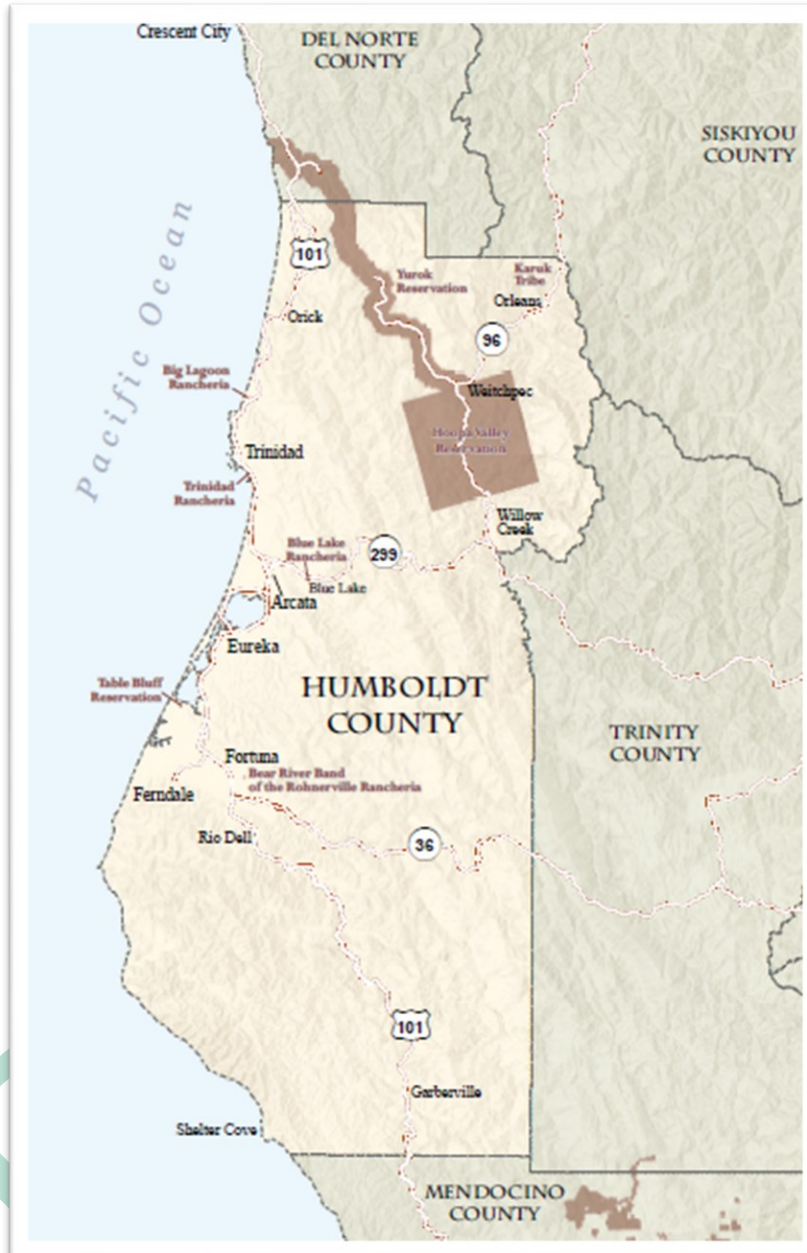 Crescent City
DEL NORTE
COUNTY
SISKIYOU
COUNTY
Pacific Ocean
101
Yurok
Reservation
Karuk
Tribe
Orleans
Orick
96
Big Lagoon
Rancheria
Weitchpec
Hoopa Valley
Reservation
Trinidad
Trinidad
Rancheria
Willow
Creek
Blue Lake
Rancheria
299
Blue Lake
Arcata
Eureka
Table Bluff
Reservation
HUMBOLDT
COUNTY
TRINITY
COUNTY
Fortuna
Bear River Band
of the Rohnerville Rancheria
Ferndale
Rio Dell
36
101
Garberville
Shelter Cove
MENDOCINO
COUNTY